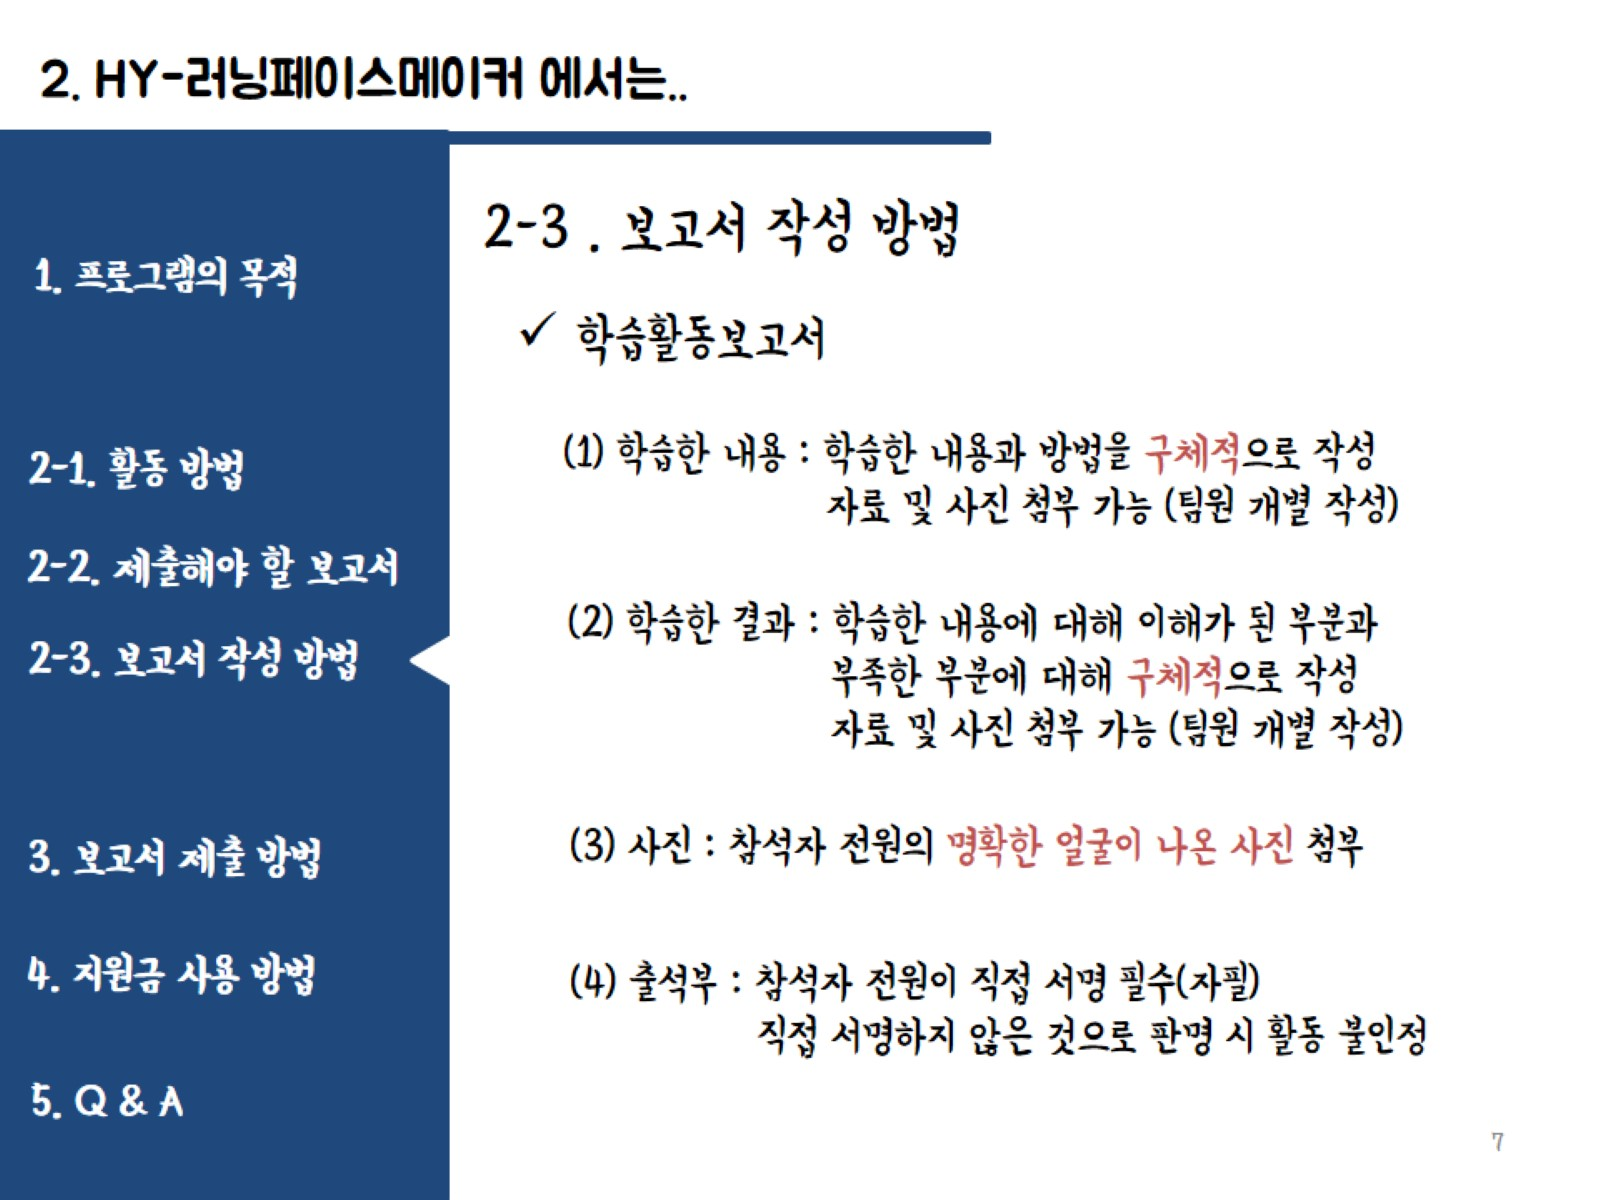 2. HY-러닝페이스메이커 에서는..
1. 프로그램의 목적
2-1. 활동 방법
2-2. 제출해야 할 보고서
2-3. 보고서 작성 방법
3. 보고서 제출 방법
4. 지원금 사용 방법
5. Q & A
2-3 . 보고서 작성 방법
✓ 학습활동보고서
(1) 학습한 내용 : 학습한 내용과 방법을 구체적으로 작성
자료 및 사진 첨부 가능 (팀원 개별 작성)
(2) 학습한 결과 : 학습한 내용에 대해 이해가 된 부분과
부족한 부분에 대해 구체적으로 작성
자료 및 사진 첨부 가능 (팀원 개별 작성)
(3) 사진 : 참석자 전원의 명확한 얼굴이 나온 사진 첨부
(4) 출석부 : 참석자 전원이 직접 서명 필수(자필)
직접 서명하지 않은 것으로 판명 시 활동 불인정
7